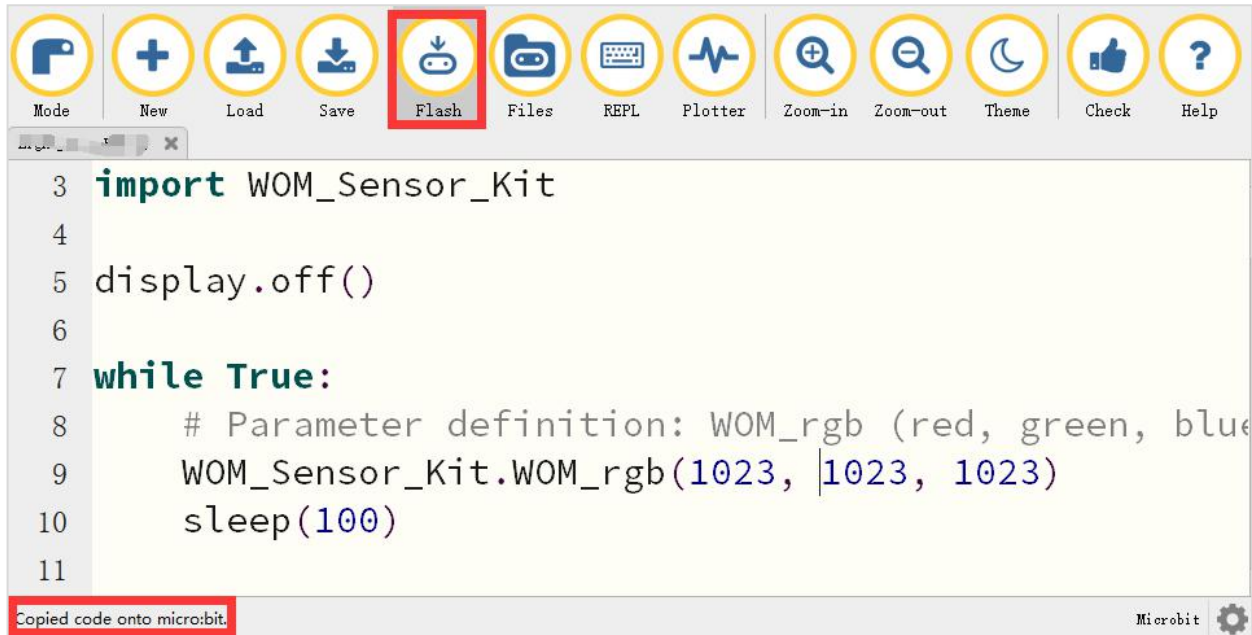 Mode New Load Save Flash Files REPL Plotter Zoom-in Zoom-out Theme Check Help
3 import WOM_Sensor_Kit
4
5 display.off()
6
7 while True:
8 # Parameter definition: WOM_rgb (red, green, blue
9 WOM_Sensor_Kit.WOM_rgb(1023, 1023, 1023)
10 sleep(100)
11
Copied code onto micro:bit. Microbit